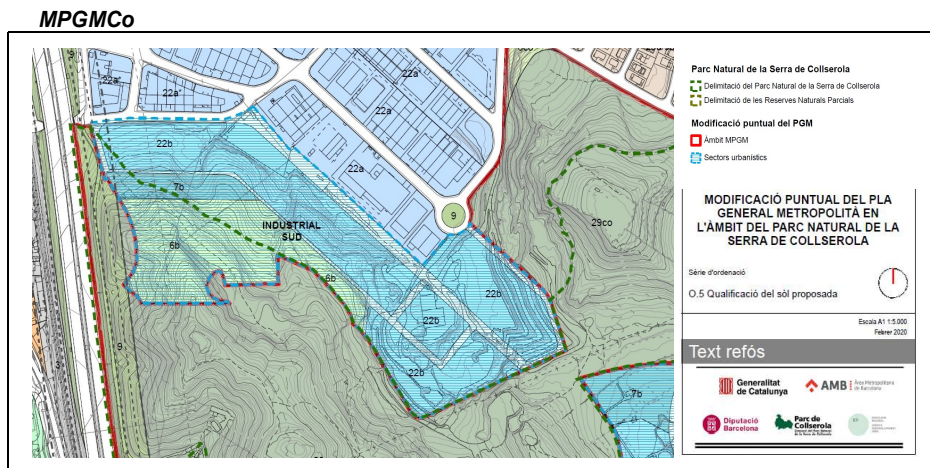 MPGMCo
22a*
22a*
22a
22b
22a
7b
9
29co
INDUSTRIAL
SUD
6b
6b
22b
22b
22b
9
3
7b
Parc Natural de la Serra de Collserola
Delimitació del Parc Natural de la Serra de Collserola
Delimitació de les Reserves Naturals Parcials
Modificació puntual del PGM
Àmbit MPGM
Sectors urbanístics
MODIFICACIÓ PUNTUAL DEL PLA
GENERAL METROPOLITÀ EN
L'ÀMBIT DEL PARC NATURAL DE LA
SERRA DE COLLSEROLA
Sèrie d'ordenació
O.5 Qualificació del sòl proposada
Escala A1 1:5.000
Febrer 2020
Text refós
Generalitat
de Catalunya
AMB
Àrea Metropolitana
de Barcelona
Diputació
Barcelona
Parc de
Collserola